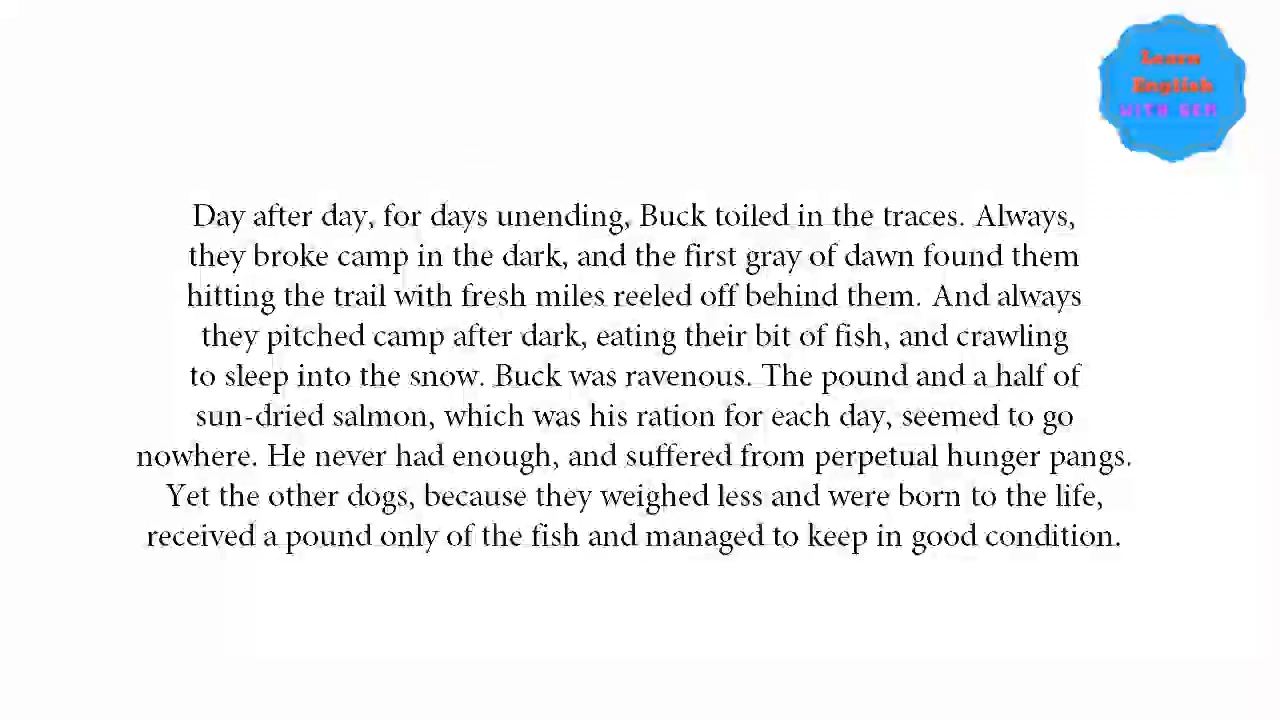 Learn
English
WITH GEM
Day after day, for days unending, Buck toiled in the traces. Always,
they broke camp in the dark, and the first gray of dawn found them
hitting the trail with fresh miles reeled off behind them. And always
they pitched camp after dark, eating their bit of fish, and crawling
to sleep into the snow. Buck was ravenous. The pound and a half of
sun-dried salmon, which was his ration for each day, seemed to go
nowhere. He never had enough, and suffered from perpetual hunger pangs.
Yet the other dogs, because they weighed less and were born to the life,
received a pound only of the fish and managed to keep in good condition.